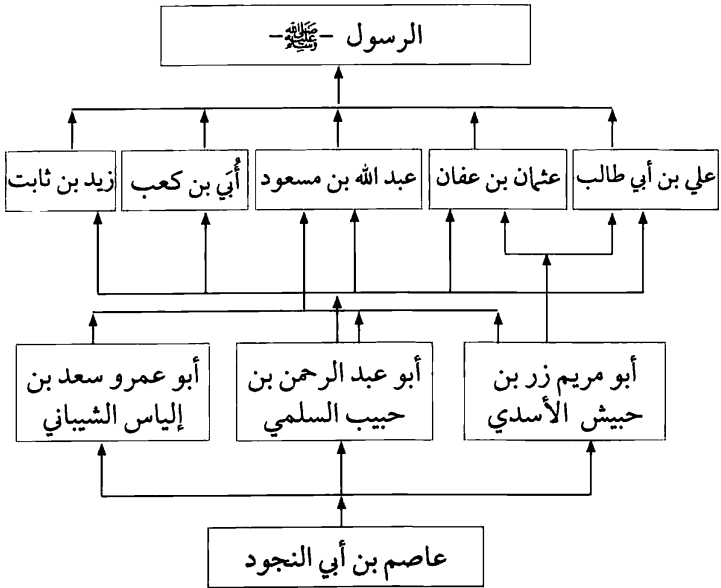 الرسول -ﷺ-
علي بن أبي طالب
عثمان بن عفان
عبد الله بن مسعود
أُبَي بن كعب
زيد بن ثابت
أبو مريم زر بن
حبيش الأسدي
أبو عبد الرحمن بن
حبيب السلمي
أبو عمرو سعد بن
إلياس الشيباني
عاصم بن أبي النجود